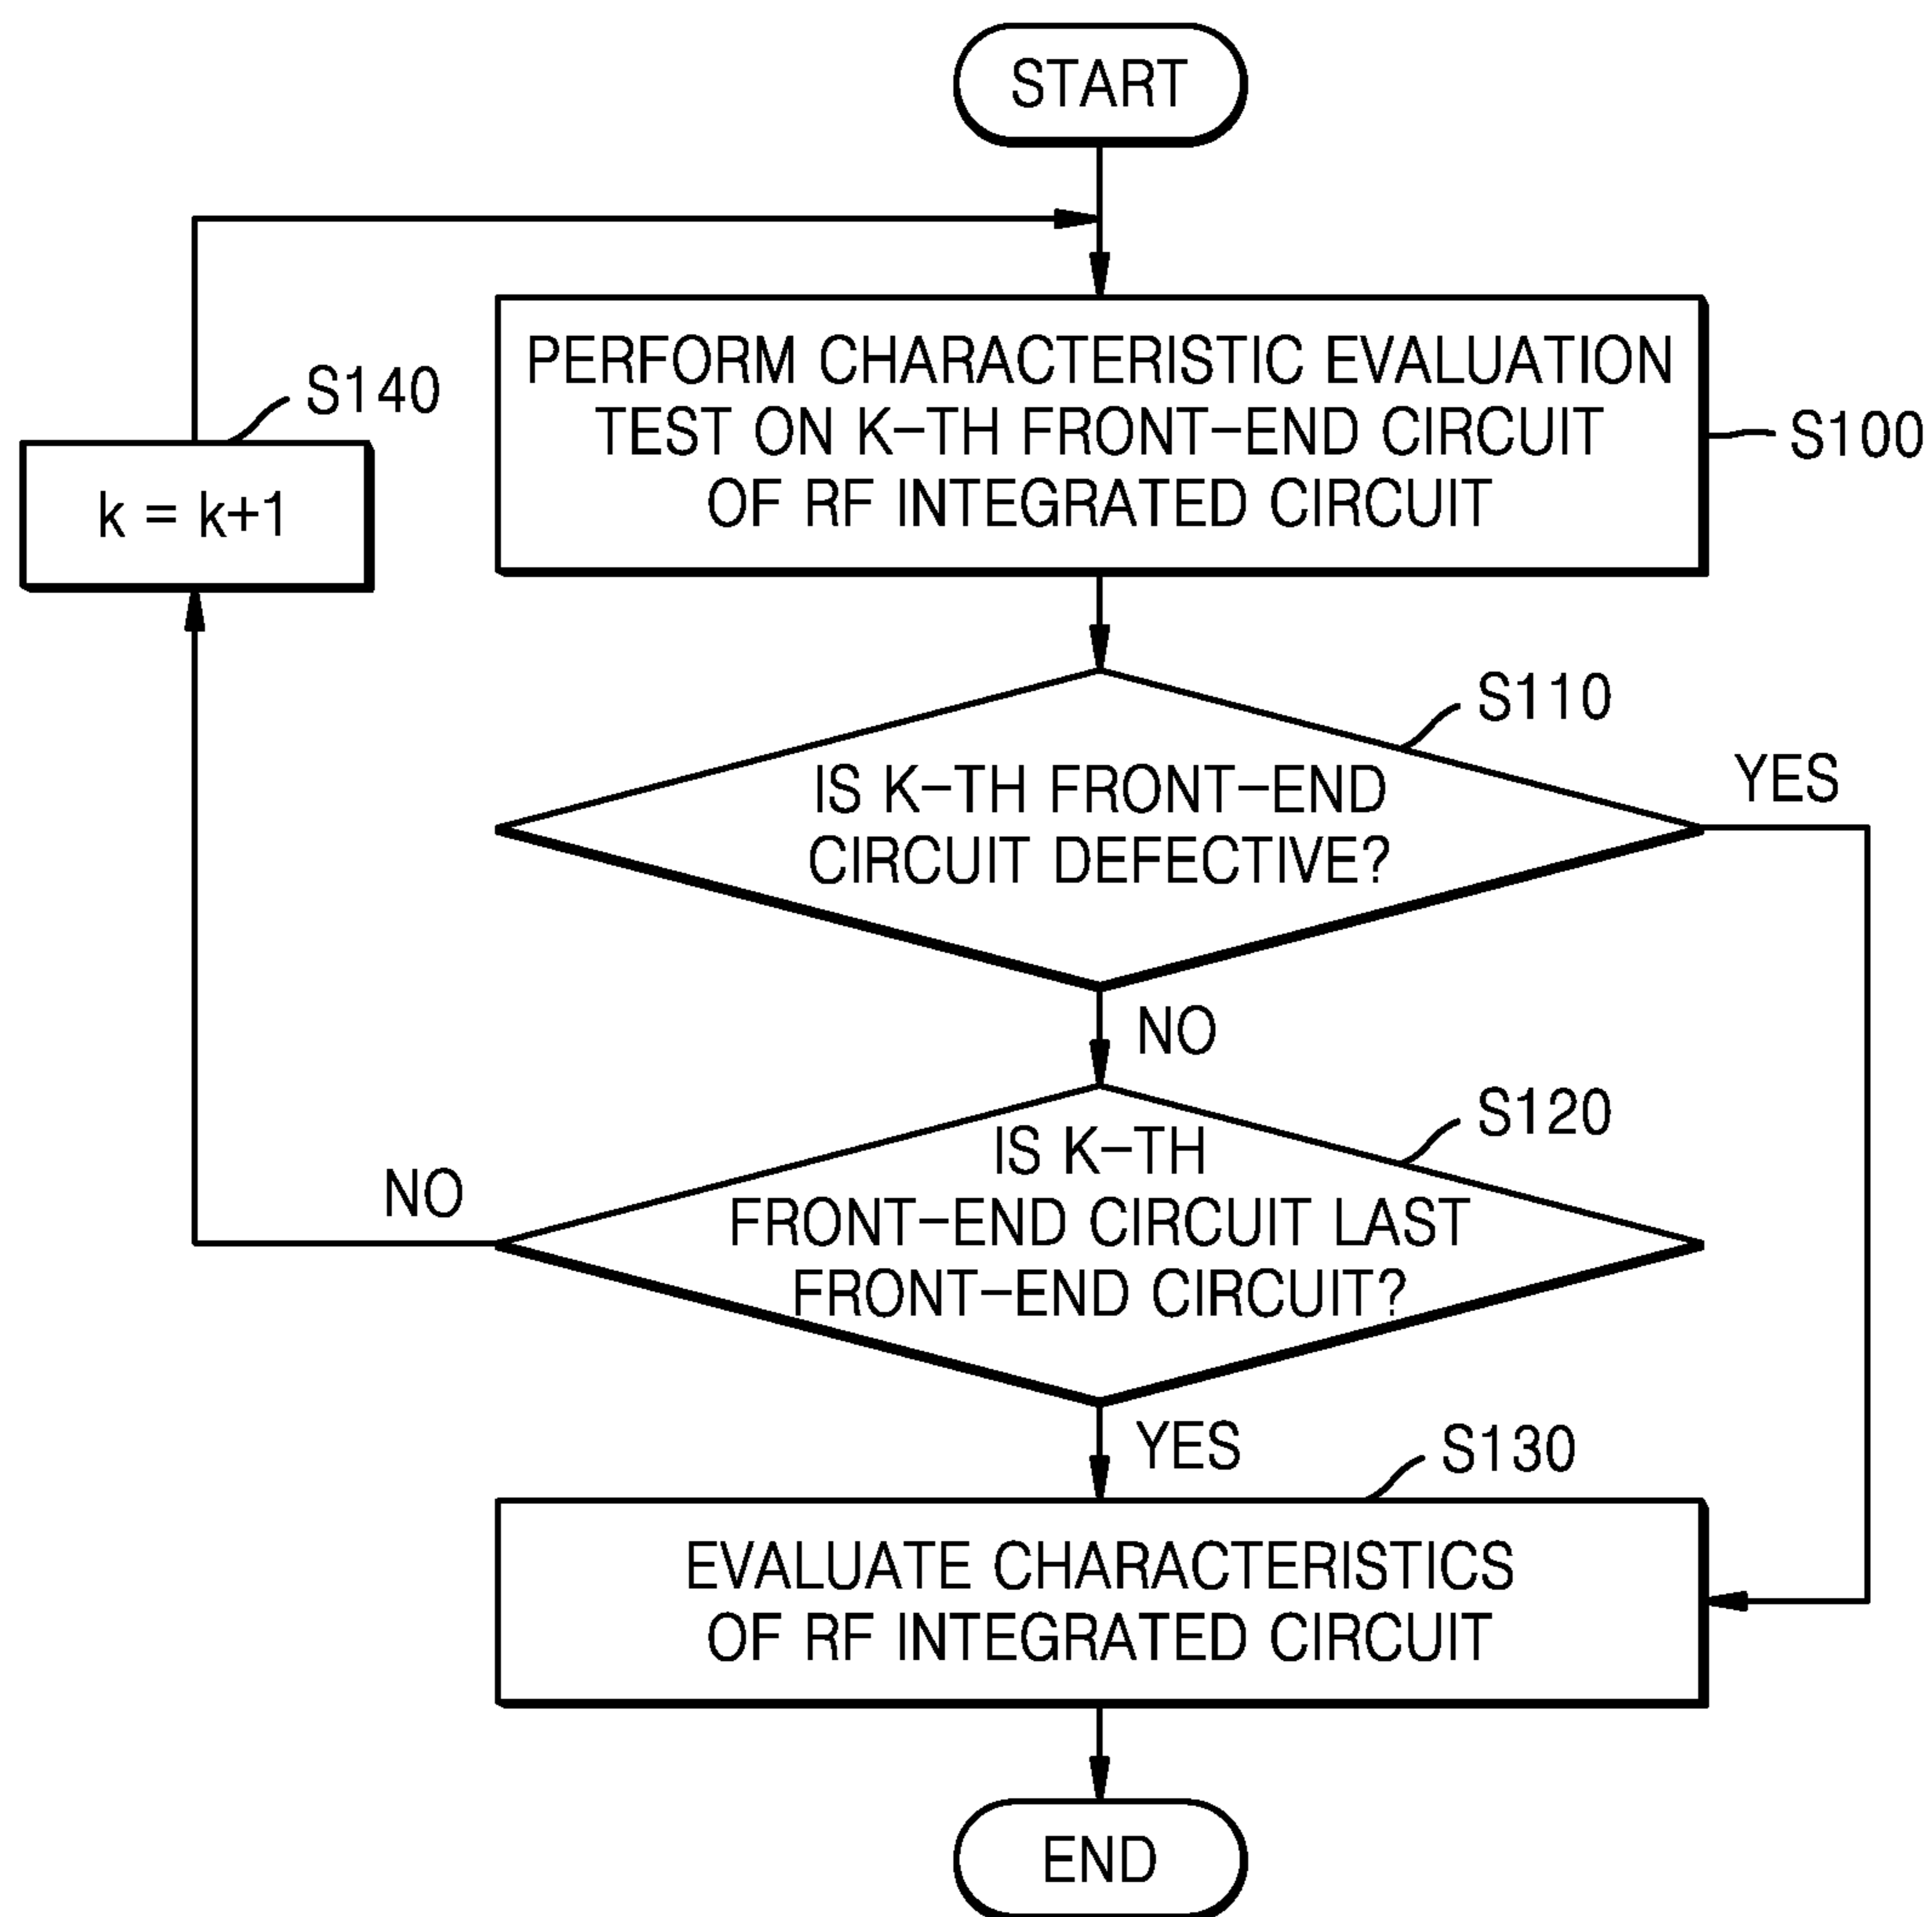 START
PERFORM CHARACTERISTIC EVALUATION
TEST ON K-TH FRONT-END CIRCUIT
OF RF INTEGRATED CIRCUIT
S100
S140
k = k+1
S110
IS K-TH FRONT-END
CIRCUIT DEFECTIVE?
YES
NO
S120
IS K-TH
FRONT-END CIRCUIT LAST
FRONT-END CIRCUIT?
NO
YES
S130
EVALUATE CHARACTERISTICS
OF RF INTEGRATED CIRCUIT
END